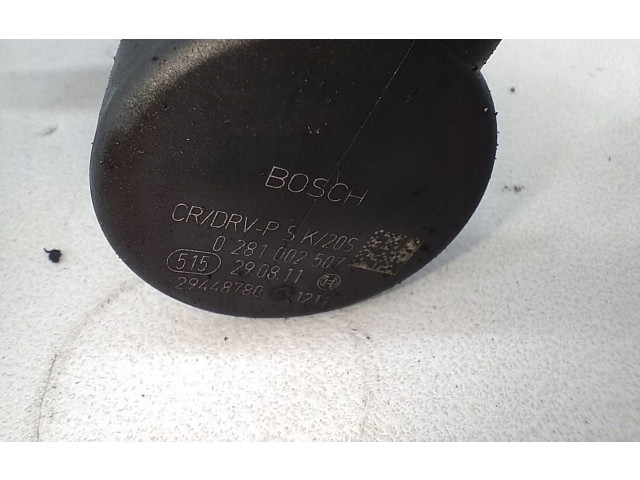 BOSCH
CR/DRV-P S K/20S
0 281 002 507
515 29.08.11
29448780